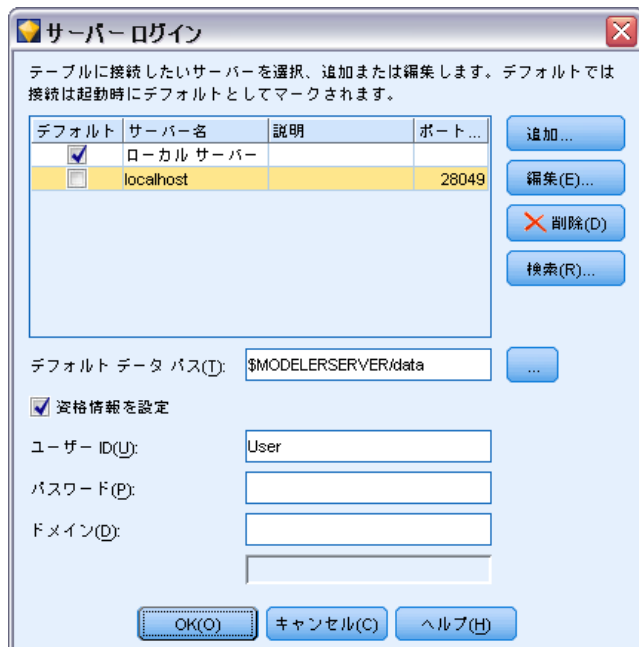 サーバー ログイン
テーブルに接続したいサーバーを選択、追加または編集します。デフォルトでは
接続は起動時にデフォルトとしてマークされます。
デフォルト サーバー名 説明 ポート...
ローカル サーバー
localhost 28049
追加...
編集(E)...
削除(D)
検索(R)...
デフォルト データ パス(T): $MODELERSERVER/data ...
資格情報を設定
ユーザー ID(U): User
パスワード(P):
ドメイン(D):
OK(O) キャンセル(C) ヘルプ(H)